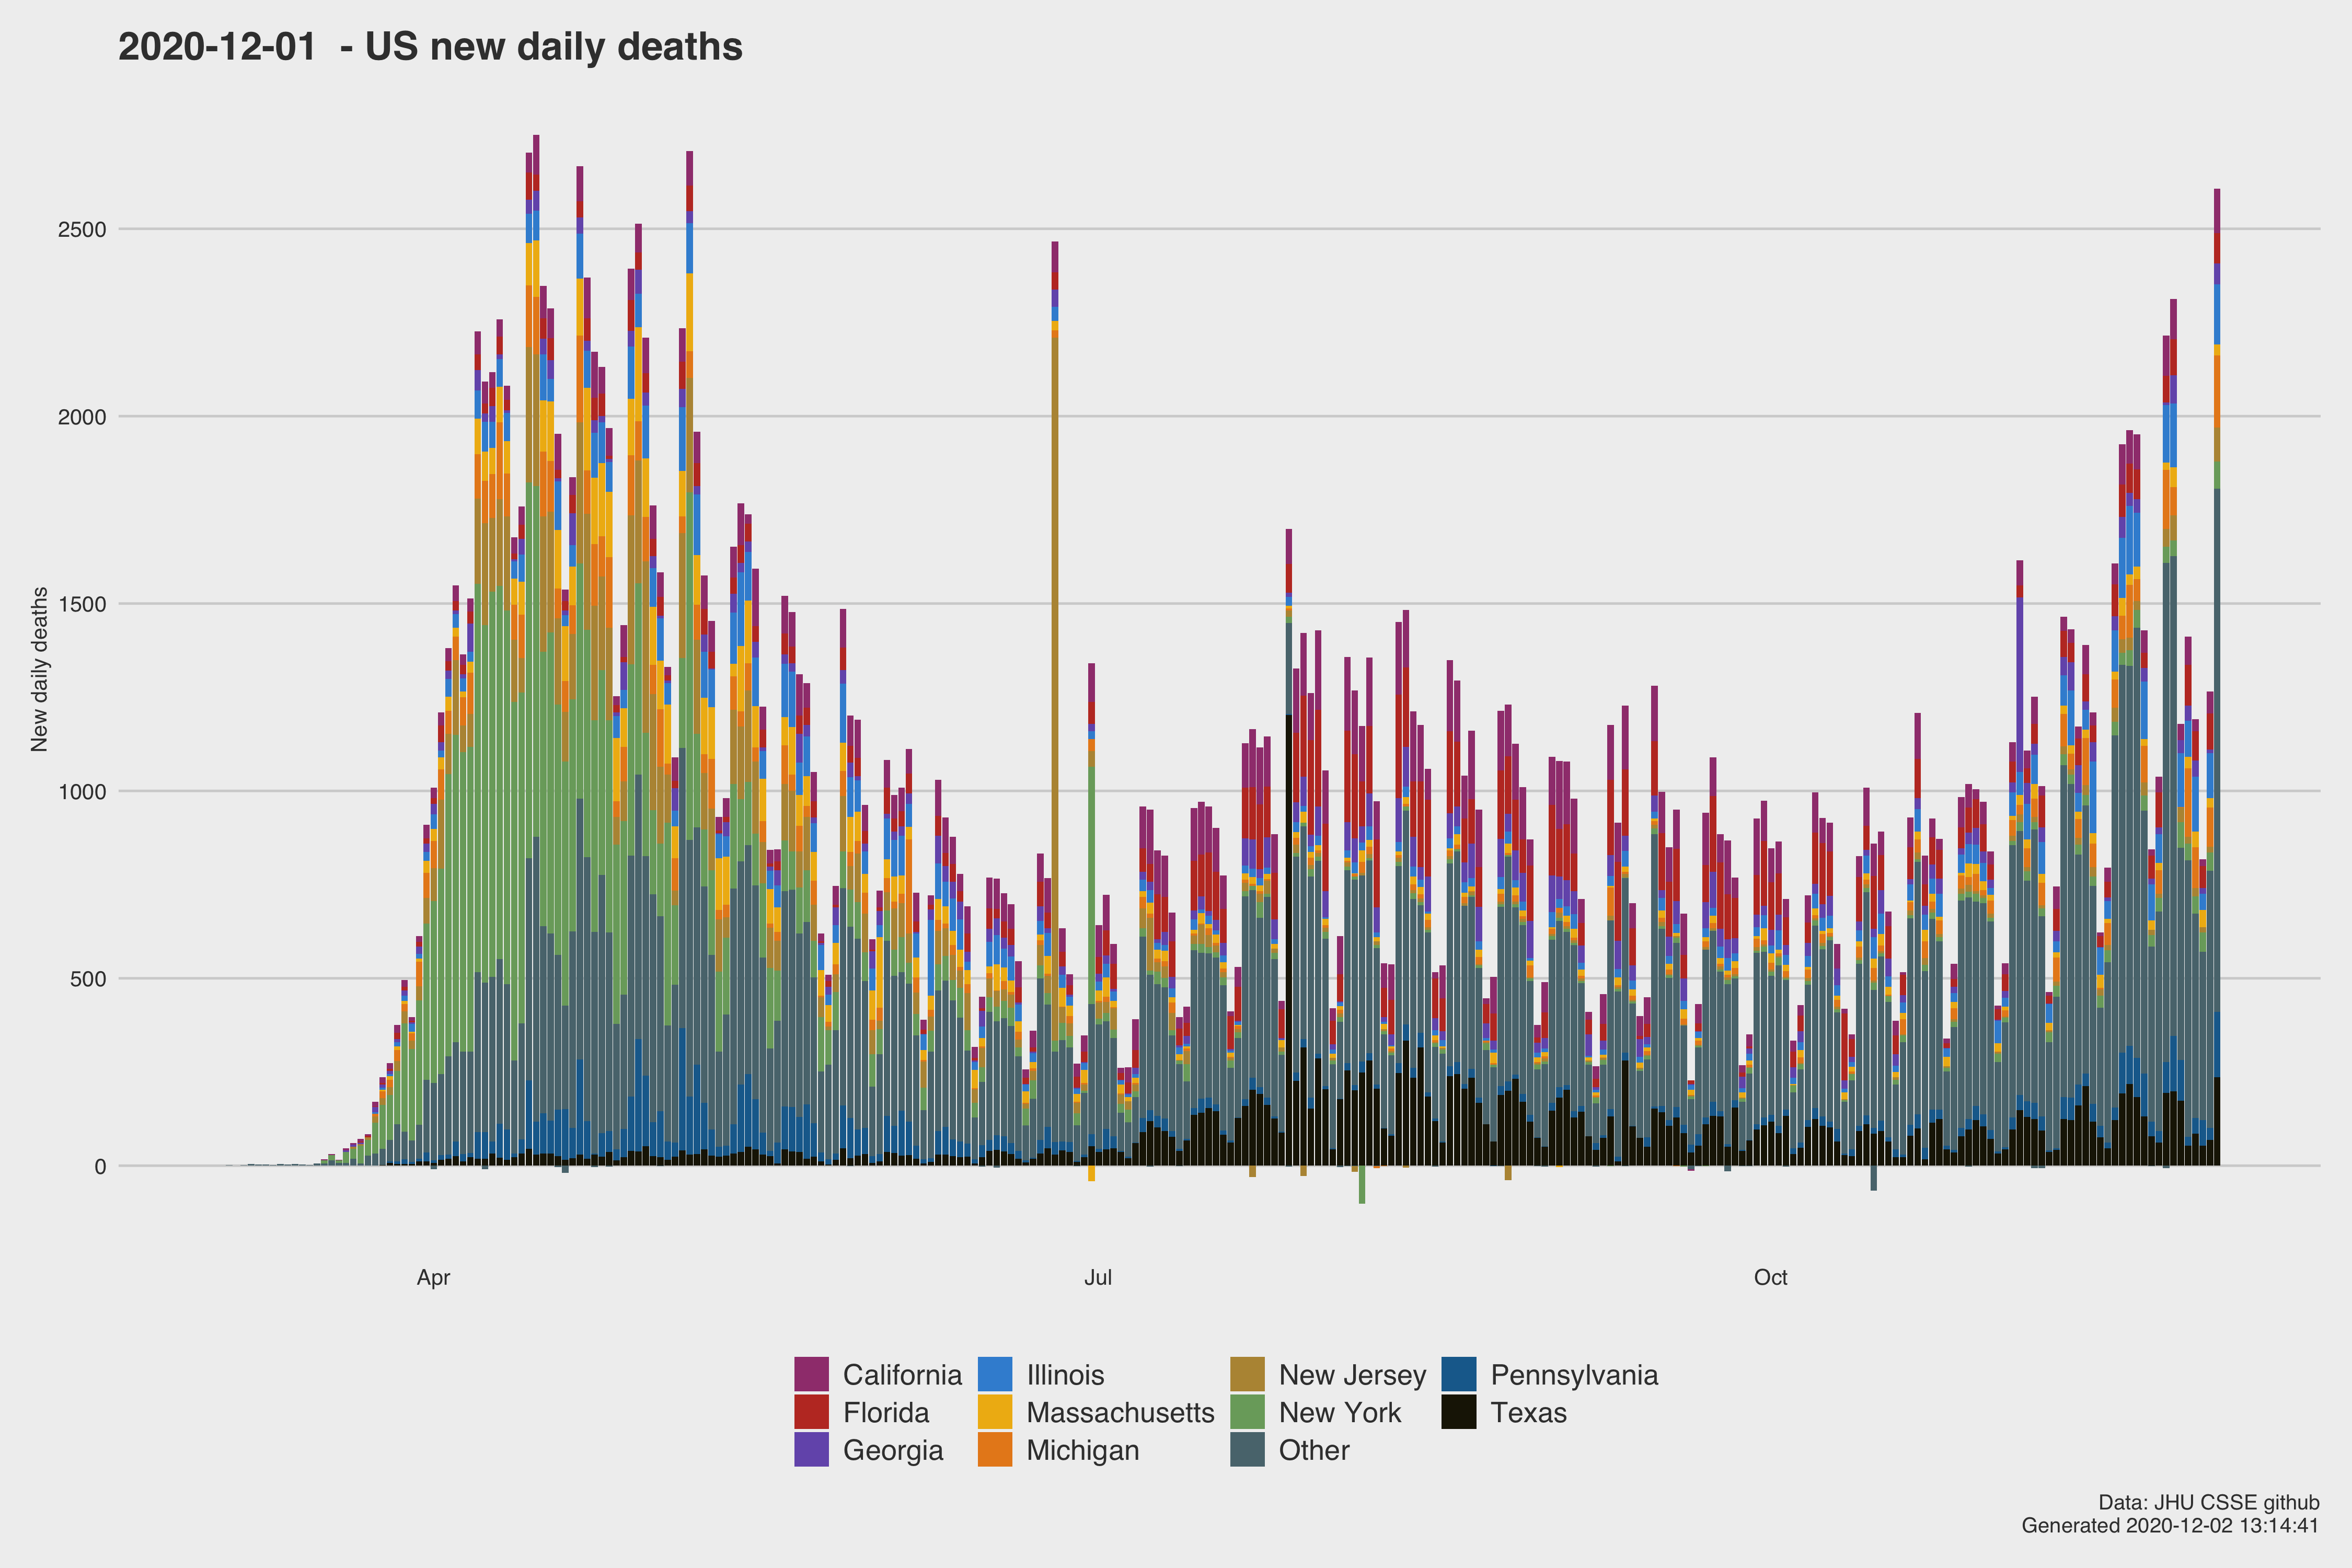 2020-12-01 - US new daily deaths
New daily deaths
2500
2000
1500
1000
500
0
Apr Jul Oct
California Illinois New Jersey Pennsylvania
Florida Massachusetts New York Texas
Georgia Michigan Other
Data: JHU CSSE github
Generated 2020-12-02 13:14:41